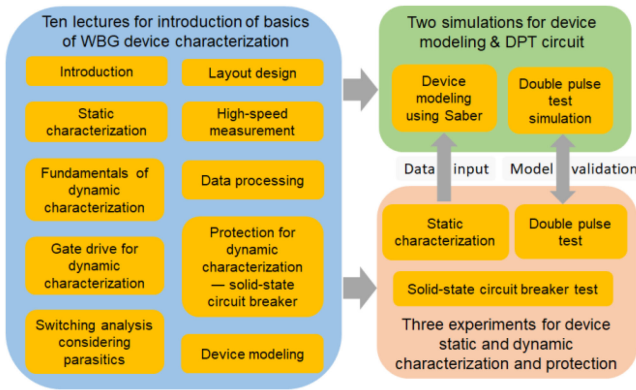 Ten lectures for introduction of basics
of WBG device characterization
Introduction
Layout design
Static
characterization
High-speed
measurement
Fundamentals of
dynamic
characterization
Data processing
Gate drive for
dynamic
characterization
Protection for
dynamic
characterization
— solid-state
circuit breaker
Switching analysis
considering
parasitics
Device modeling
Two simulations for device
modeling & DPT circuit
Device
modeling
using Saber
Double pulse
test
simulation
Data input
Model validation
Static
characterization
Double pulse
test
Solid-state circuit breaker test
Three experiments for device
static and dynamic
characterization and protection